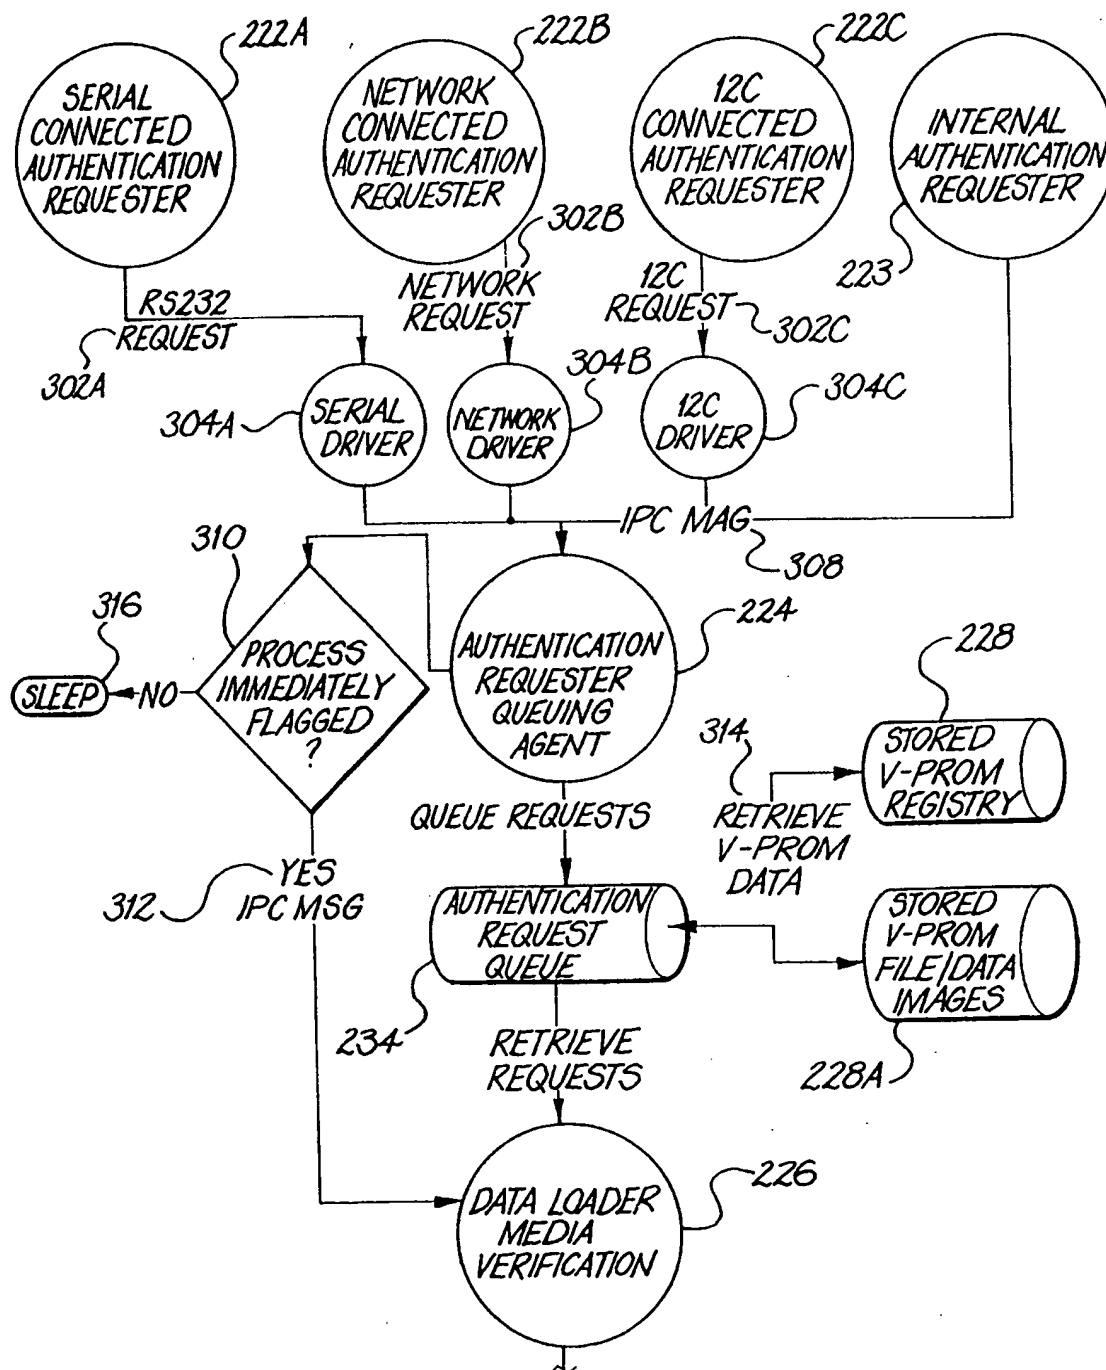 222A
SERIAL
CONNECTED
AUTHENTICATION
REQUESTER
222B
NETWORK
CONNECTED
AUTHENTICATION
REQUESTER
222C
12C
CONNECTED
AUTHENTICATION
REQUESTER
INTERNAL
AUTHENTICATION
REQUESTER
223
RS232
REQUEST
302A
302B
NETWORK
REQUEST
12C
REQUEST
302C
304A
SERIAL
DRIVER
304B
NETWORK
DRIVER
304C
12C
DRIVER
IPC MAG
308
310
PROCESS
IMMEDIATELY
FLAGGED
?
316
SLEEP
NO
224
AUTHENTICATION
REQUESTER
QUEUING
AGENT
228
STORED
V-PROM
REGISTRY
314
RETRIEVE
V-PROM
DATA
QUEUE REQUESTS
312
YES
IPC MSG
AUTHENTICATION
REQUEST
QUEUE
234
STORED
V-PROM
FILE/DATA
IMAGES
228A
RETRIEVE
REQUESTS
226
DATA LOADER
MEDIA
VERIFICATION